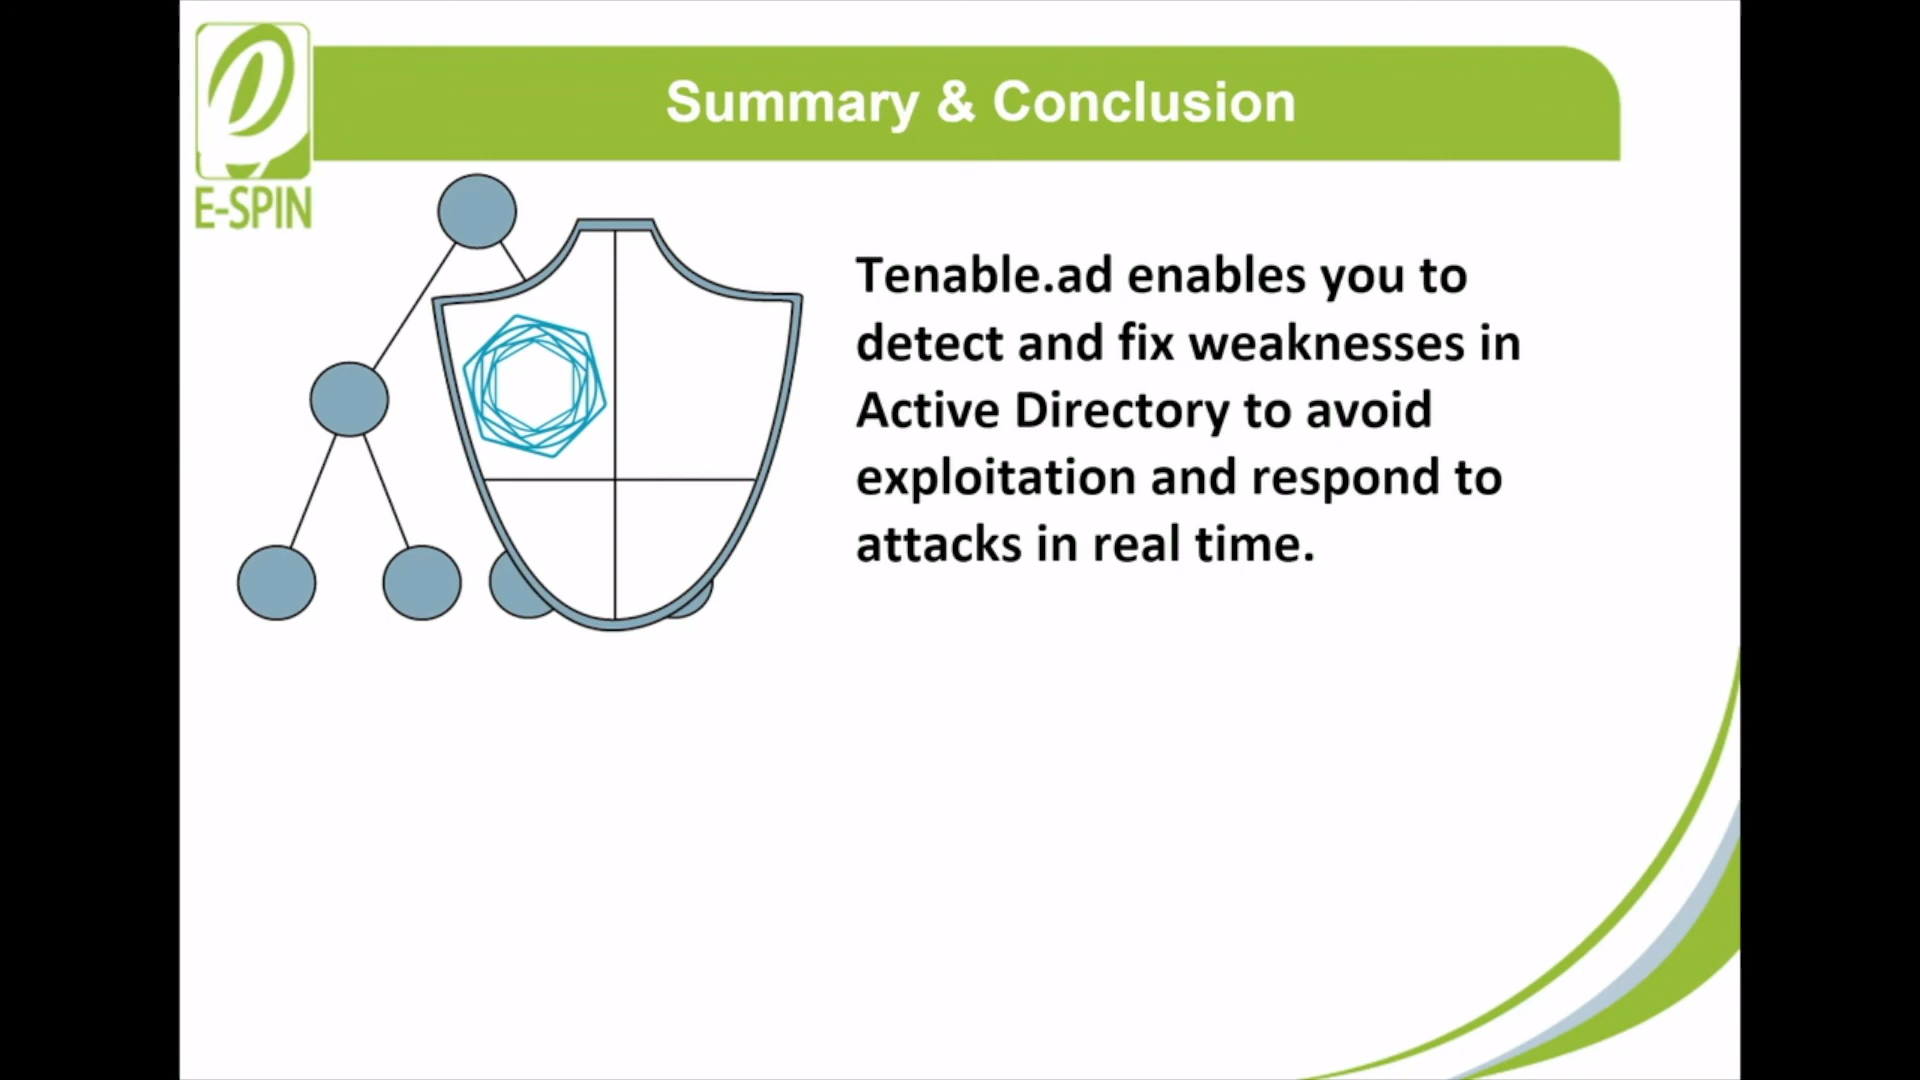 Summary & Conclusion
E-SPIN
Tenable.ad enables you to
detect and fix weaknesses in
Active Directory to avoid
exploitation and respond to
attacks in real time.